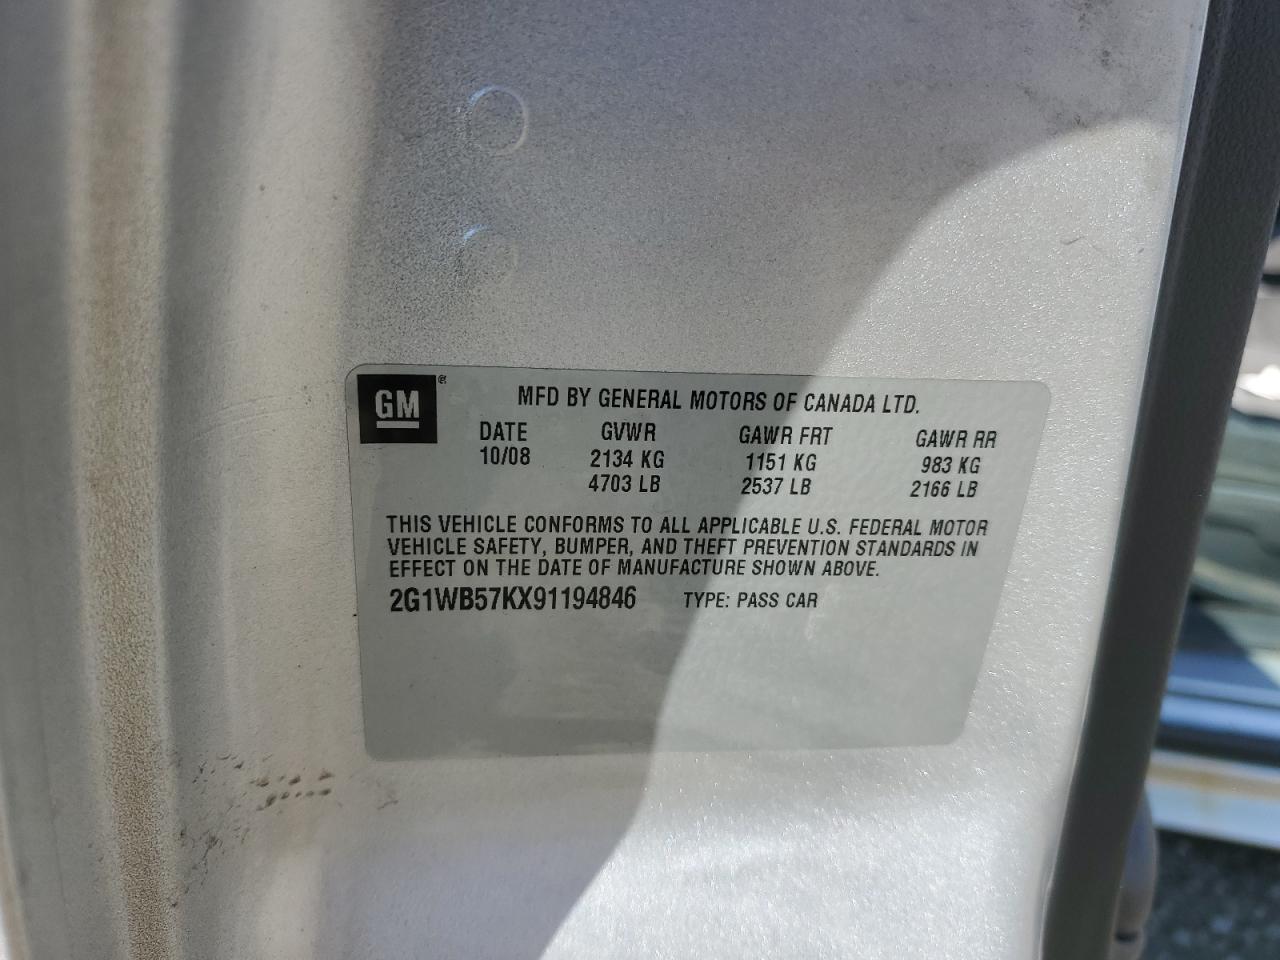 GM®
MFD BY GENERAL MOTORS OF CANADA LTD.
DATE GVWR GAWR FRT GAWR RR
10/08 2134 KG 1151 KG 983 KG
4703 LB 2537 LB 2166 LB
THIS VEHICLE CONFORMS TO ALL APPLICABLE U.S. FEDERAL MOTOR
VEHICLE SAFETY, BUMPER, AND THEFT PREVENTION STANDARDS IN
EFFECT ON THE DATE OF MANUFACTURE SHOWN ABOVE.
2G1WB57KX91194846 TYPE: PASS CAR